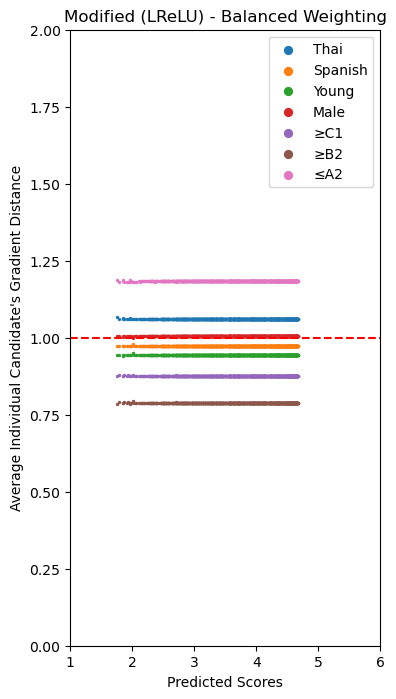 Modified (LReLU) - Balanced Weighting
2.00
1.75
1.50
1.25
1.00
0.75
0.50
0.25
0.00
Average Individual Candidate's Gradient Distance
Thai
Spanish
Young
Male
≥C1
≥B2
≤A2
1 2 3 4 5 6
Predicted Scores